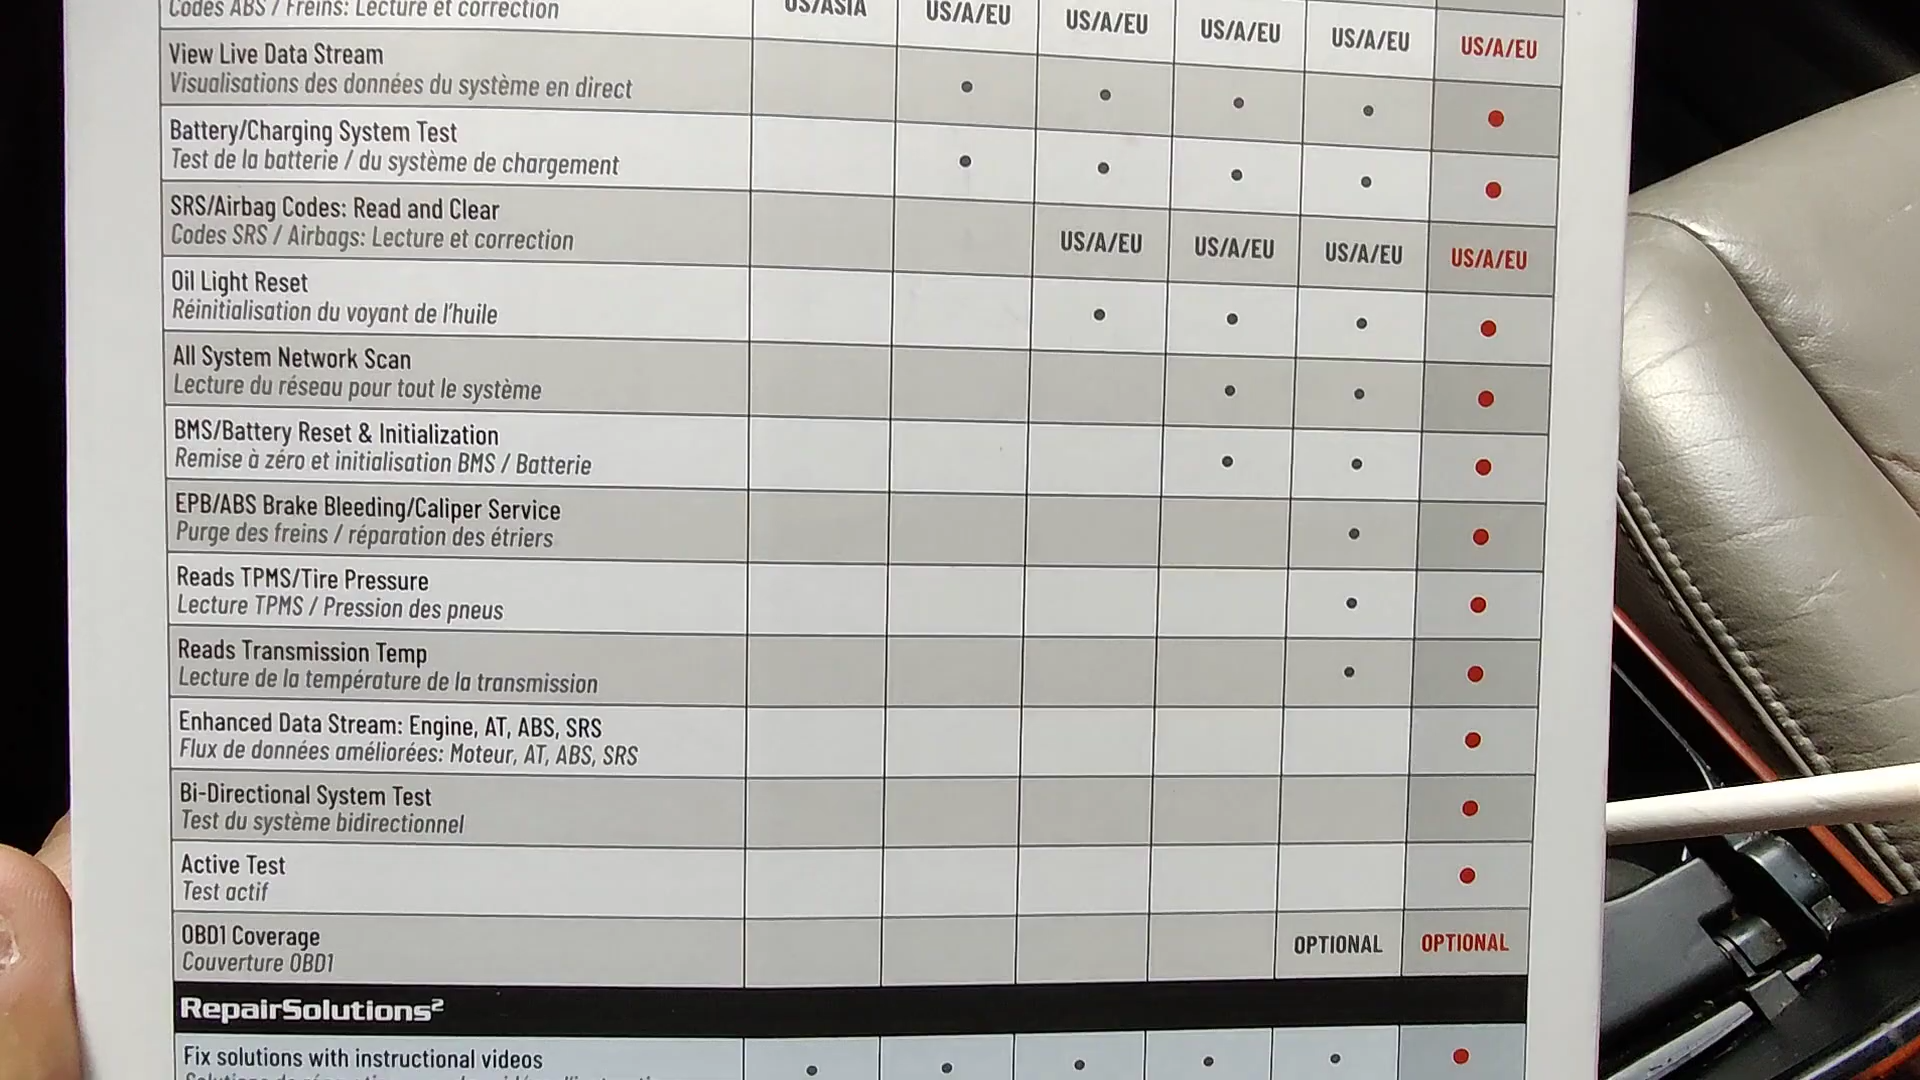 Codes ABS / Freins: Lecture et correction US/ASIA US/A/EU US/A/EU US/A/EU US/A/EU US/A/EU
View Live Data Stream
Visualisations des données du système en direct
Battery/Charging System Test
Test de la batterie / du système de chargement
SRS/Airbag Codes: Read and Clear
Codes SRS / Airbags: Lecture et correction US/A/EU US/A/EU US/A/EU US/A/EU
Oil Light Reset
Réinitialisation du voyant de l'huile
All System Network Scan
Lecture du réseau pour tout le système
BMS/Battery Reset & Initialization
Remise à zéro et initialisation BMS / Batterie
EPB/ABS Brake Bleeding/Caliper Service
Purge des freins / réparation des étriers
Reads TPMS/Tire Pressure
Lecture TPMS / Pression des pneus
Reads Transmission Temp
Lecture de la température de la transmission
Enhanced Data Stream: Engine, AT, ABS, SRS
Flux de données améliorées: Moteur, AT, ABS, SRS
Bi-Directional System Test
Test du système bidirectionnel
Active Test
Test actif
OBD1 Coverage OPTIONAL OPTIONAL
Couverture OBD1
RepairSolutions²
Fix solutions with instructional videos